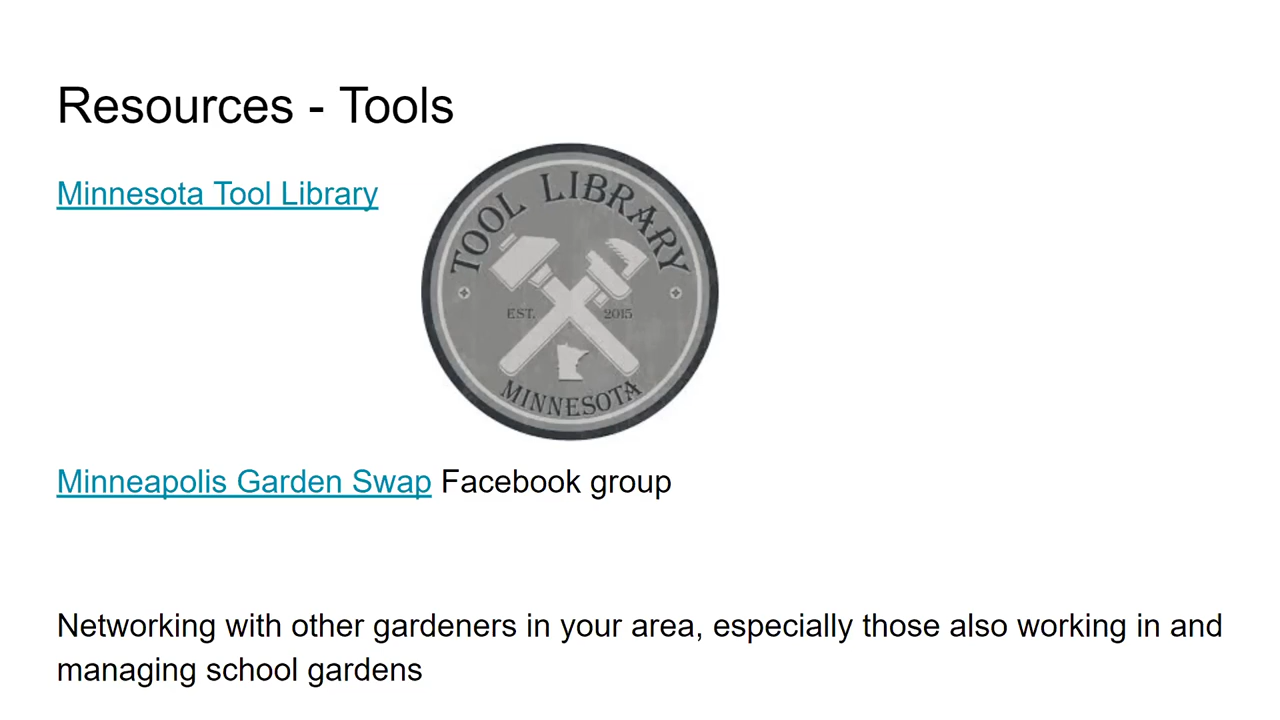 Resources - Tools
Minnesota Tool Library
TOOL LIBRARY
EST. 2015
MINNESOTA
Minneapolis Garden Swap Facebook group
Networking with other gardeners in your area, especially those also working in and
managing school gardens